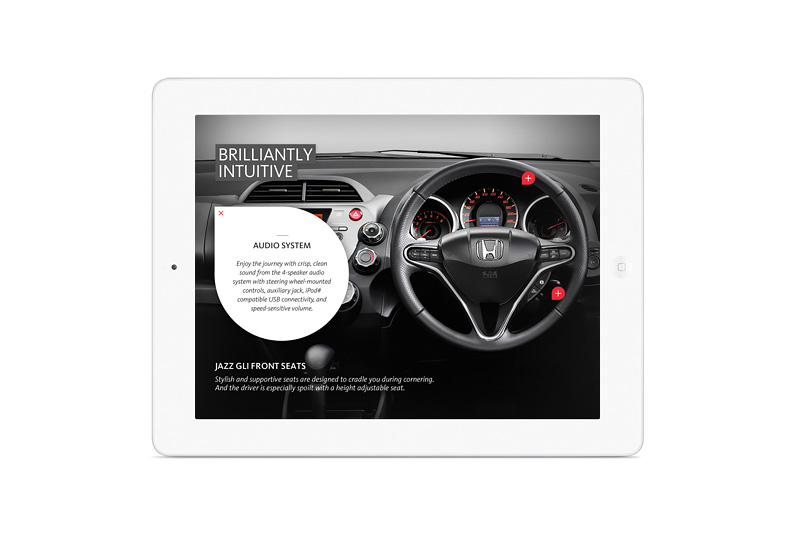 BRILLIANTLY
INTUITIVE
AUDIO SYSTEM
Enjoy the journey with crisp, clean
sound from the 4-speaker audio
system with steering wheel-mounted
controls, auxiliary jack, iPod#
compatible USB connectivity, and
speed-sensitive volume.
JAZZ GLI FRONT SEATS
Stylish and supportive seats are designed to cradle you during cornering.
And the driver is especially spoilt with a height adjustable seat.